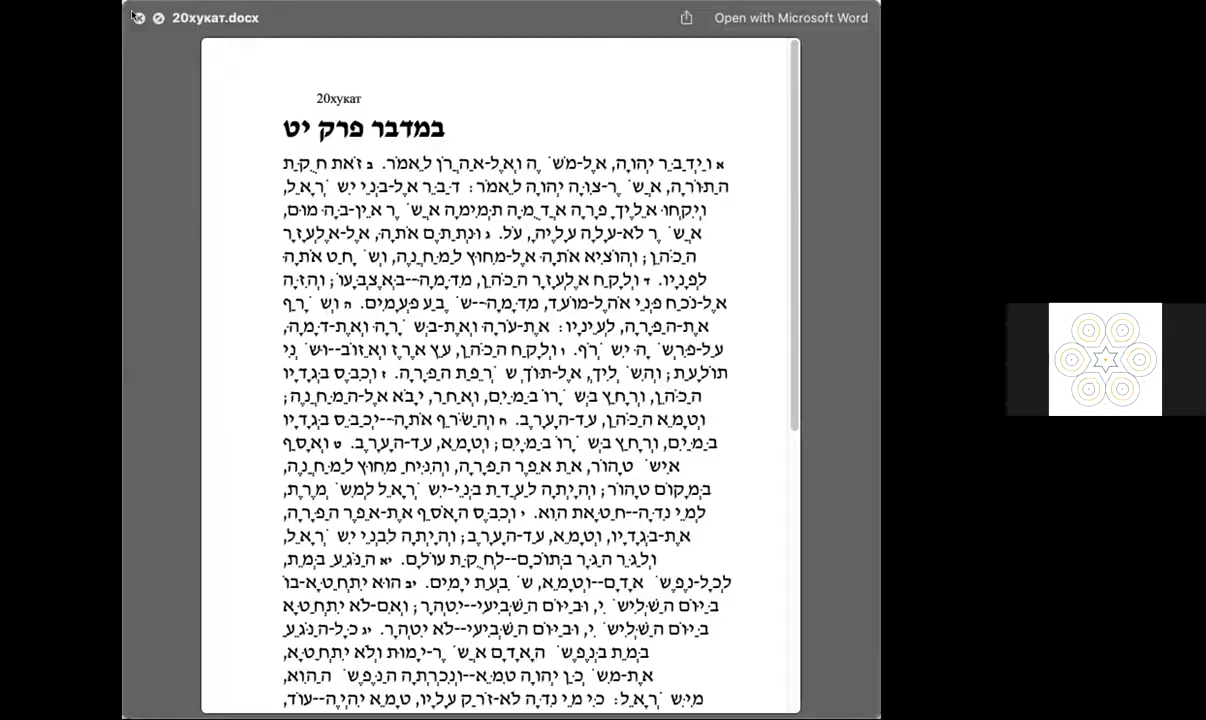 20хукат.docx
Open with Microsoft Word
20хукат
במדבר פרק יט
א וַיְדַבֵּר יְהוָה, אֶל-מֹשֶׁה וְאֶל-אַהֲרֹן לֵאמֹר. ב זֹאת חֻקַּת
הַתּוֹרָה, אֲשֶׁר-צִוָּה יְהוָה לֵאמֹר: דַּבֵּר אֶל-בְּנֵי יִשְׂרָאֵל,
וְיִקְחוּ אֵלֶיךָ פָרָה אֲדֻמָּה תְּמִימָה אֲשֶׁר אֵין-בָּהּ מוּם,
אֲשֶׁר לֹא-עָלָה עָלֶיהָ, עֹל. ג וּנְתַתֶּם אֹתָהּ, אֶל-אֶלְעָזָר
הַכֹּהֵן; וְהוֹצִיא אֹתָהּ אֶל-מִחוּץ לַמַּחֲנֶה, וְשָׁחַט אֹתָהּ
לְפָנָיו. ד וְלָקַח אֶלְעָזָר הַכֹּהֵן, מִדָּמָהּ--בְּאֶצְבָּעוֹ; וְהִזָּה
אֶל-נֹכַח פְּנֵי אֹהֶל-מוֹעֵד, מִדָּמָהּ--שֶׁבַע פְּעָמִים. ה וְשָׂרַף
אֶת-הַפָּרָה, לְעֵינָיו: אֶת-עֹרָהּ וְאֶת-בְּשָׂרָהּ וְאֶת-דָּמָהּ,
עַל-פִּרְשָׁהּ יִשְׂרֹף. ו וְלָקַח הַכֹּהֵן, עֵץ אֶרֶז וְאֵזוֹב--וּשְׁנִי
תוֹלָעַת; וְהִשְׁלִיךְ, אֶל-תּוֹךְ שְׂרֵפַת הַפָּרָה. ז וְכִבֶּס בְּגָדָיו
הַכֹּהֵן, וְרָחַץ בְּשָׂרוֹ בַּמַּיִם, וְאַחַר, יָבֹא אֶל-הַמַּחֲנֶה;
וְטָמֵא הַכֹּהֵן, עַד-הָעָרֶב. ח וְהַשֹּׂרֵף אֹתָהּ--יְכַבֵּס בְּגָדָיו
בַּמַּיִם, וְרָחַץ בְּשָׂרוֹ בַּמָּיִם; וְטָמֵא, עַד-הָעָרֶב. ט וְאָסַף
אִישׁ טָהוֹר, אֵת אֵפֶר הַפָּרָה, וְהִנִּיחַ מִחוּץ לַמַּחֲנֶה,
בְּמָקוֹם טָהוֹר; וְהָיְתָה לַעֲדַת בְּנֵי-יִשְׂרָאֵל לְמִשְׁמֶרֶת,
לְמֵי נִדָּה--חַטָּאת הִוא. י וְכִבֶּס הָאֹסֵף אֶת-אֵפֶר הַפָּרָה,
אֶת-בְּגָדָיו, וְטָמֵא, עַד-הָעָרֶב; וְהָיְתָה לִבְנֵי יִשְׂרָאֵל,
וְלַגֵּר הַגָּר בְּתוֹכָם--לְחֻקַּת עוֹלָם. יא הַנֹּגֵעַ בְּמֵת,
לְכָל-נֶפֶשׁ אָדָם--וְטָמֵא, שִׁבְעַת יָמִים. יב הוּא יִתְחַטָּא-בוֹ
בַּיּוֹם הַשְּׁלִישִׁי, וּבַיּוֹם הַשְּׁבִיעִי--יִטְהָר; וְאִם-לֹא יִתְחַטָּא
בַּיּוֹם הַשְּׁלִישִׁי, וּבַיּוֹם הַשְּׁבִיעִי--לֹא יִטְהָר. יג כָּל-הַנֹּגֵעַ
בְּמֵת בְּנֶפֶשׁ הָאָדָם אֲשֶׁר-יָמוּת וְלֹא יִתְחַטָּא,
אֶת-מִשְׁכַּן יְהוָה טִמֵּא--וְנִכְרְתָה הַנֶּפֶשׁ הַהִוא,
מִיִּשְׂרָאֵל: כִּי מֵי נִדָּה לֹא-זֹרַק עָלָיו, טָמֵא יִהְיֶה--עוֹד,